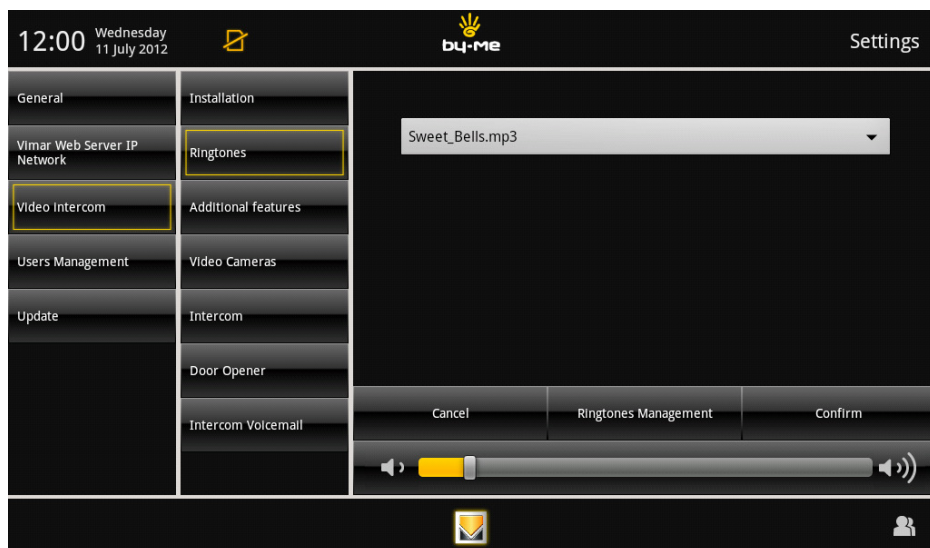 12:00
Wednesday
11 July 2012
by-me
Settings
General
Vimar Web Server IP
Network
Video Intercom
Users Management
Update
Installation
Ringtones
Additional features
Video Cameras
Intercom
Door Opener
Intercom Voicemail
Sweet_Bells.mp3
Cancel
Ringtones Management
Confirm